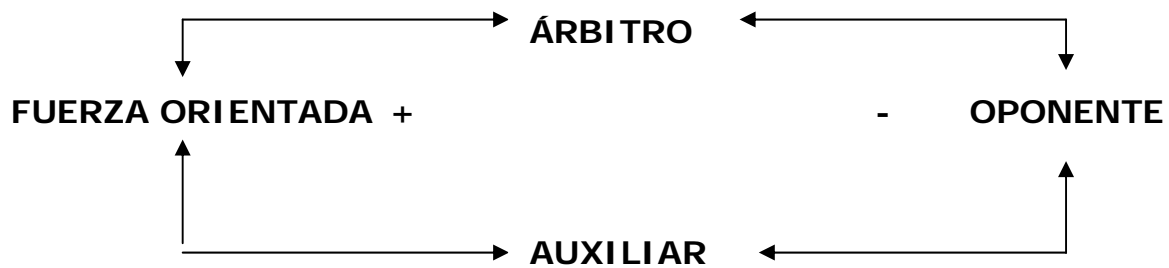 ÁRBITRO
FUERZA ORIENTADA + - OPONENTE
AUXILIAR